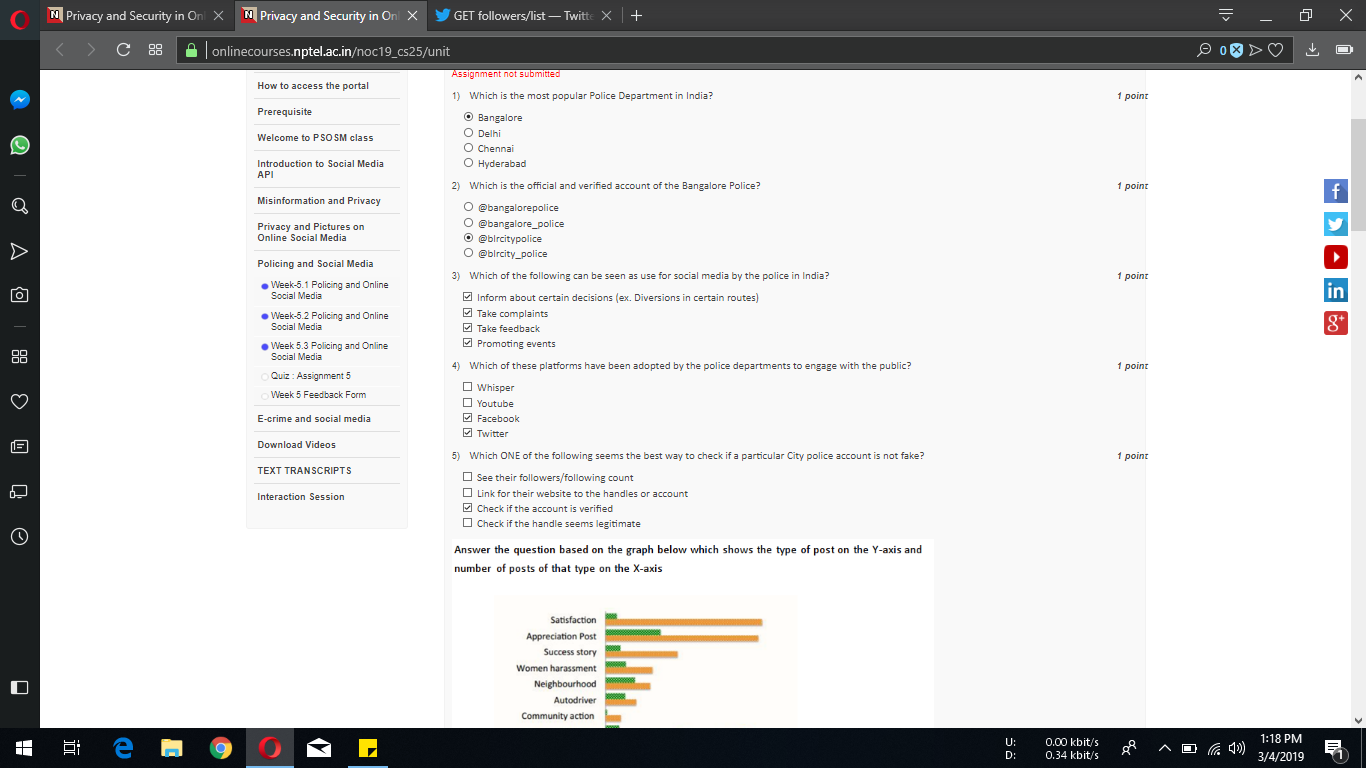 Privacy and Security in Onl
Privacy and Security in Onl
GET followers/list — Twitte
onlinecourses.nptel.ac.in/noc19_cs25/unit
0
How to access the portal
Prerequisite
Welcome to PSOSM class
Introduction to Social Media
API
Misinformation and Privacy
Privacy and Pictures on
Online Social Media
Policing and Social Media
Week-5.1 Policing and Online
Social Media
Week-5.2 Policing and Online
Social Media
Week 5.3 Policing and Online
Social Media
Quiz : Assignment 5
Week 5 Feedback Form
E-crime and social media
Download Videos
TEXT TRANSCRIPTS
Interaction Session
Assignment not submitted
1) Which is the most popular Police Department in India? 1 point
Bangalore
Delhi
Chennai
Hyderabad
2) Which is the official and verified account of the Bangalore Police? 1 point
@bangalorepolice
@bangalore_police
@blrcitypolice
@blrcity_police
3) Which of the following can be seen as use for social media by the police in India? 1 point
Inform about certain decisions (ex. Diversions in certain routes)
Take complaints
Take feedback
Promoting events
4) Which of these platforms have been adopted by the police departments to engage with the public? 1 point
Whisper
Youtube
Facebook
Twitter
5) Which ONE of the following seems the best way to check if a particular City police account is not fake? 1 point
See their followers/following count
Link for their website to the handles or account
Check if the account is verified
Check if the handle seems legitimate
Answer the question based on the graph below which shows the type of post on the Y-axis and
number of posts of that type on the X-axis
Satisfaction
Appreciation Post
Success story
Women harassment
Neighbourhood
Autodriver
Community action
f
in
g+
U: 0.00 kbit/s
D: 0.34 kbit/s
1:18 PM
3/4/2019
1